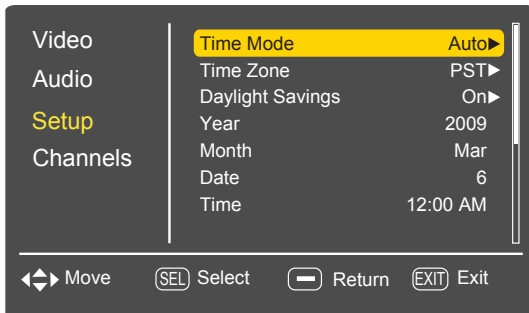 Video
Audio
Setup
Channels
Time Mode Auto
Time Zone PST
Daylight Savings On
Year 2009
Month Mar
Date 6
Time 12:00 AM
Move SEL Select Return EXIT Exit